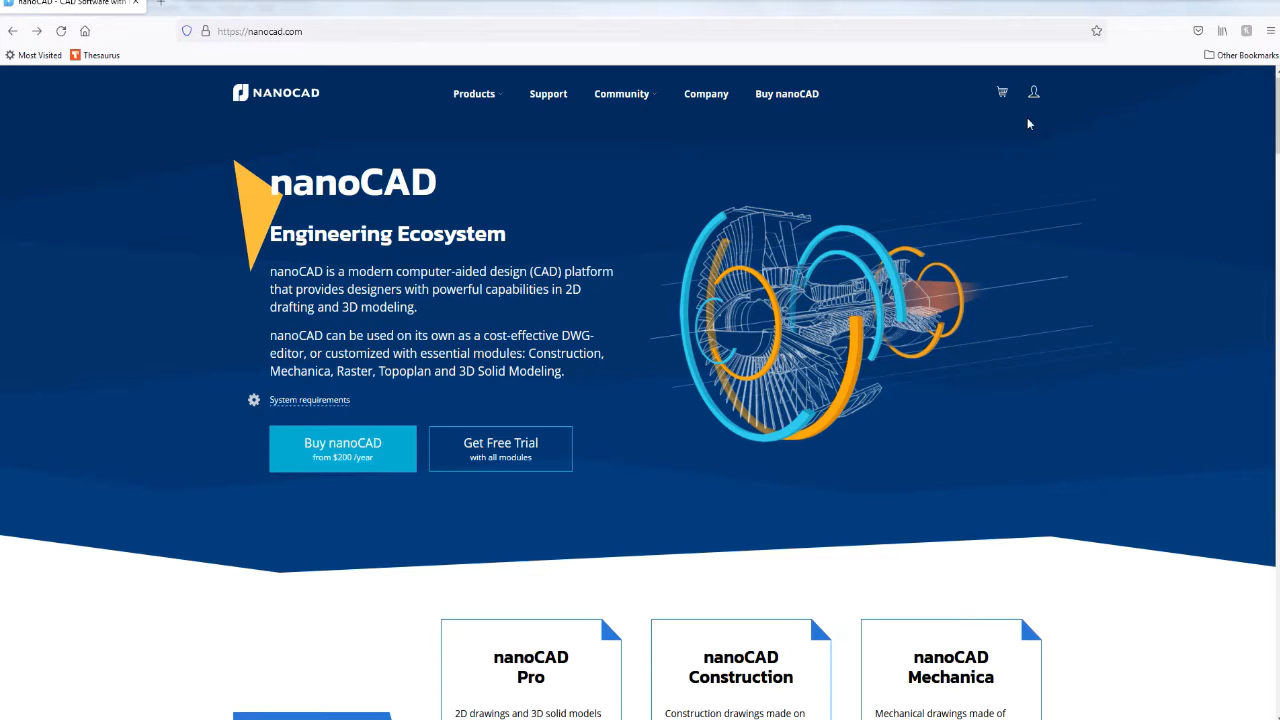 nanoCAD - CAD Software with
https://nanocad.com
Most Visited
Thesaurus
Other Bookmarks
NANOCAD
Products
Support
Community
Company
Buy nanoCAD
nanoCAD
Engineering Ecosystem
nanoCAD is a modern computer-aided design (CAD) platform
that provides designers with powerful capabilities in 2D
drafting and 3D modeling.
nanoCAD can be used on its own as a cost-effective DWG-
editor, or customized with essential modules: Construction,
Mechanica, Raster, Topoplan and 3D Solid Modeling.
System requirements
Buy nanoCAD
from $200 /year
Get Free Trial
with all modules
nanoCAD
Pro
2D drawings and 3D solid models
nanoCAD
Construction
Construction drawings made on
nanoCAD
Mechanica
Mechanical drawings made of